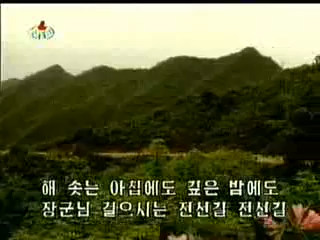 해 솟는 아침에도 깊은 밤에도
장군님 걸으시는 전선길 전선길